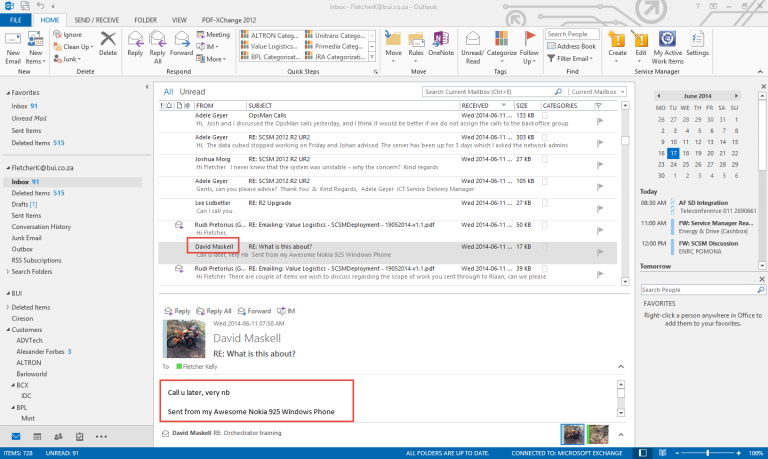 Inbox - FletcherK@bui.co.za - Outlook
FILE HOME SEND / RECEIVE FOLDER VIEW PDF-XChange 2012
New Email
New Items
Ignore
Clean Up
Junk
Delete
Reply
Reply All
Forward
Meeting
IM
More
ALTRON Categ...
Value Logistics...
BPL Categorizat...
Unitrans Categ...
Primedia Categ...
JRA Categorizat...
Move
Rules
OneNote
Unread/ Read
Categorize
Follow Up
Search People
Address Book
Filter Email
Create
Edit
My Active Work Items
Settings
New Delete Respond Quick Steps Move Tags Find Service Manager
Favorites
Inbox 91
Unread Mail
Sent Items
Deleted Items 515
FletcherK@bui.co.za
Inbox 91
Deleted Items 515
Drafts [1]
Sent Items
Conversation History
Junk Email
Outbox
RSS Subscriptions
Search Folders
BUI
Deleted Items
Cireson
Customers
ADVTech
Alexander Forbes 3
ALTRON
Barloworld
BCX
IDC
BPL
Mint
All Unread
Search Current Mailbox (Ctrl+E) Current Mailbox
FROM SUBJECT RECEIVED SIZE CATEGORIES
Adele Geyer OpsMan Calls Wed 2014-06-11 ... 133 KB
Hi, Josh and i discussed the OpsMan calls yesterday, and i think it would be better if we do not assign the calls to the backoffice group
Adele Geyer RE: SCSM 2012 R2 UR2 Wed 2014-06-11 ... 303 KB
Hi, The data cubed stopped working on Friday and Johan advised. The server has been up for 3 days which i asked the network admins
Joshua Moig RE: SCSM 2012 R2 UR2 Wed 2014-06-11 ... 27 KB
Hi Fletcher I never knew that the system was unstable – why the concern? Kind regards
Adele Geyer RE: SCSM 2012 R2 UR2 Wed 2014-06-11 ... 105 KB
Gents, can you please advise? Thank You & Kind Regards, Adele Geyer ICT Service Delivery Manager
Lee Lidbetter RE: R2 Upgrade Wed 2014-06-11 ... 27 KB
Can I call you
Rudi Pretorius (G... RE: Emailing: Value Logistics - SCSMDeployment - 19052014-v1.1.pdf Wed 2014-06-11 ... 50 KB
Hi Fletcher,
David Maskell RE: What is this about? Wed 2014-06-11 ... 17 KB
Call u later, very nb Sent from my Awesome Nokia 925 Windows Phone
Rudi Pretorius (G... RE: Emailing: Value Logistics - SCSMDeployment - 19052014-v1.1.pdf Wed 2014-06-11 ... 39 KB
Hi Fletcher There are couple of items we wish to discuss regarding the scope of work you sent through to Riaan, can we please
Reply Reply All Forward IM
Wed 2014-06-11 07:50 AM
David Maskell
RE: What is this about?
To Fletcher Kelly
Call u later, very nb
Sent from my Awesome Nokia 925 Windows Phone
David Maskell RE: Orchestrator training
June 2014
MO TU WE TH FR SA SU
26 27 28 29 30 31 1
2 3 4 5 6 7 8
9 10 11 12 13 14 15
16 17 18 19 20 21 22
23 24 25 26 27 28 29
30 1 2 3 4 5 6
Today
08:30 AM AF SD Integration
Teleconference 011 2690661
11:00 AM FW: Service Manager Rea...
Energy & Drive (Cashbox)
12:00 PM FW: SCSM Discussion
ENRC POMONA
Tomorrow
Search People
FAVORITES
Right-click a person anywhere in Office to add them to your favorites.
ITEMS: 728 UNREAD: 91 ALL FOLDERS ARE UP TO DATE. CONNECTED TO: MICROSOFT EXCHANGE 100%